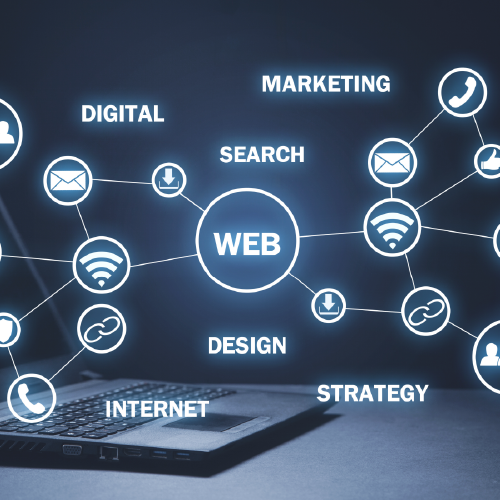 MARKETING
DIGITAL
SEARCH
WEB
DESIGN
STRATEGY
INTERNET